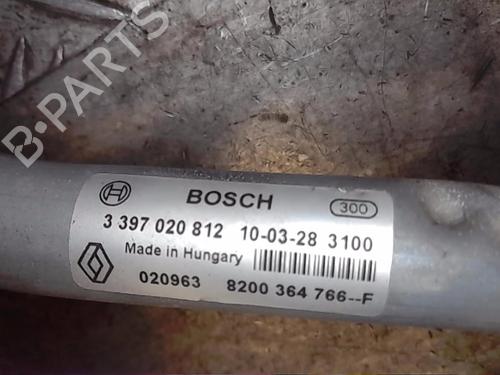 B-PARTS
BOSCH 300
3 397 020 812 10-03-28 3100
Made in Hungary
020963 8200 364 766--F